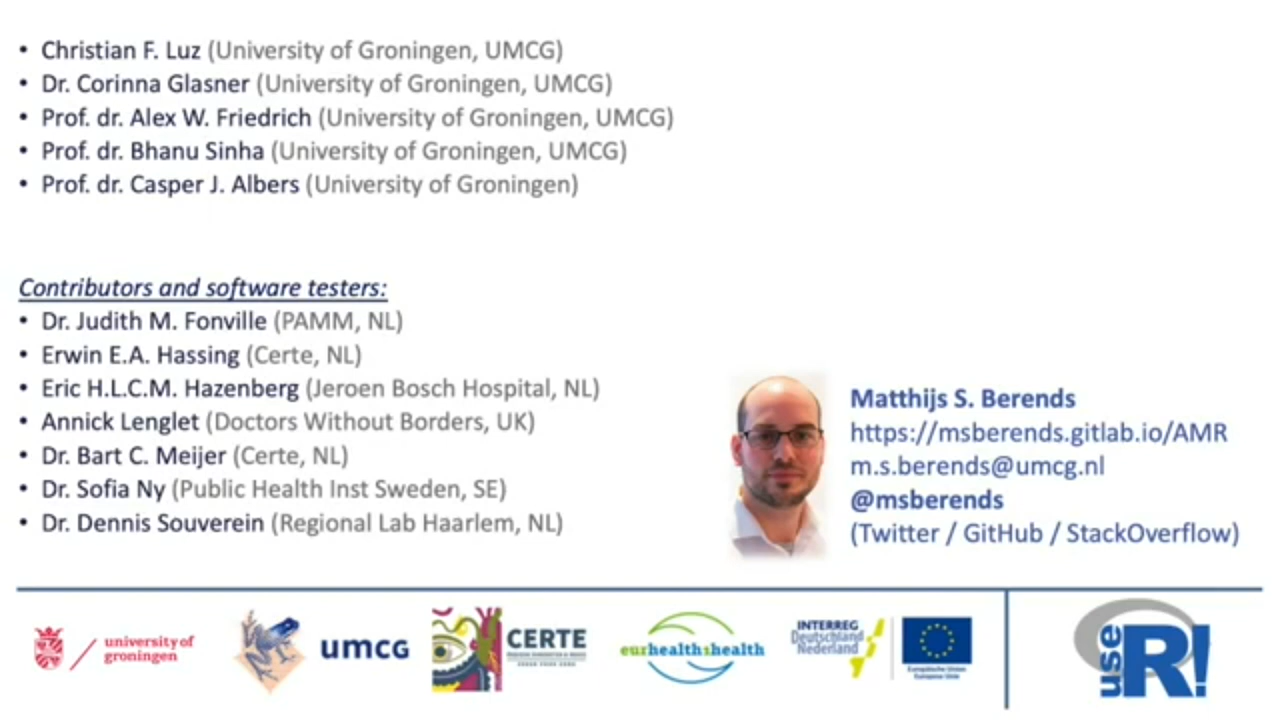 • Christian F. Luz (University of Groningen, UMCG)
• Dr. Corinna Glasner (University of Groningen, UMCG)
• Prof. dr. Alex W. Friedrich (University of Groningen, UMCG)
• Prof. dr. Bhanu Sinha (University of Groningen, UMCG)
• Prof. dr. Casper J. Albers (University of Groningen)
Contributors and software testers:
• Dr. Judith M. Fonville (PAMM, NL)
• Erwin E.A. Hassing (Certe, NL)
• Eric H.L.C.M. Hazenberg (Jeroen Bosch Hospital, NL)
• Annick Lenglet (Doctors Without Borders, UK)
• Dr. Bart C. Meijer (Certe, NL)
• Dr. Sofia Ny (Public Health Inst Sweden, SE)
• Dr. Dennis Souverein (Regional Lab Haarlem, NL)
Matthijs S. Berends
https://msberends.gitlab.io/AMR
m.s.berends@umcg.nl
@msberends
(Twitter / GitHub / StackOverflow)
university of
groningen
umcg
CERTE
eurhealth1health
INTERREG
Deutschland
Nederland
Europäische Union
Europese Unie
use
R!